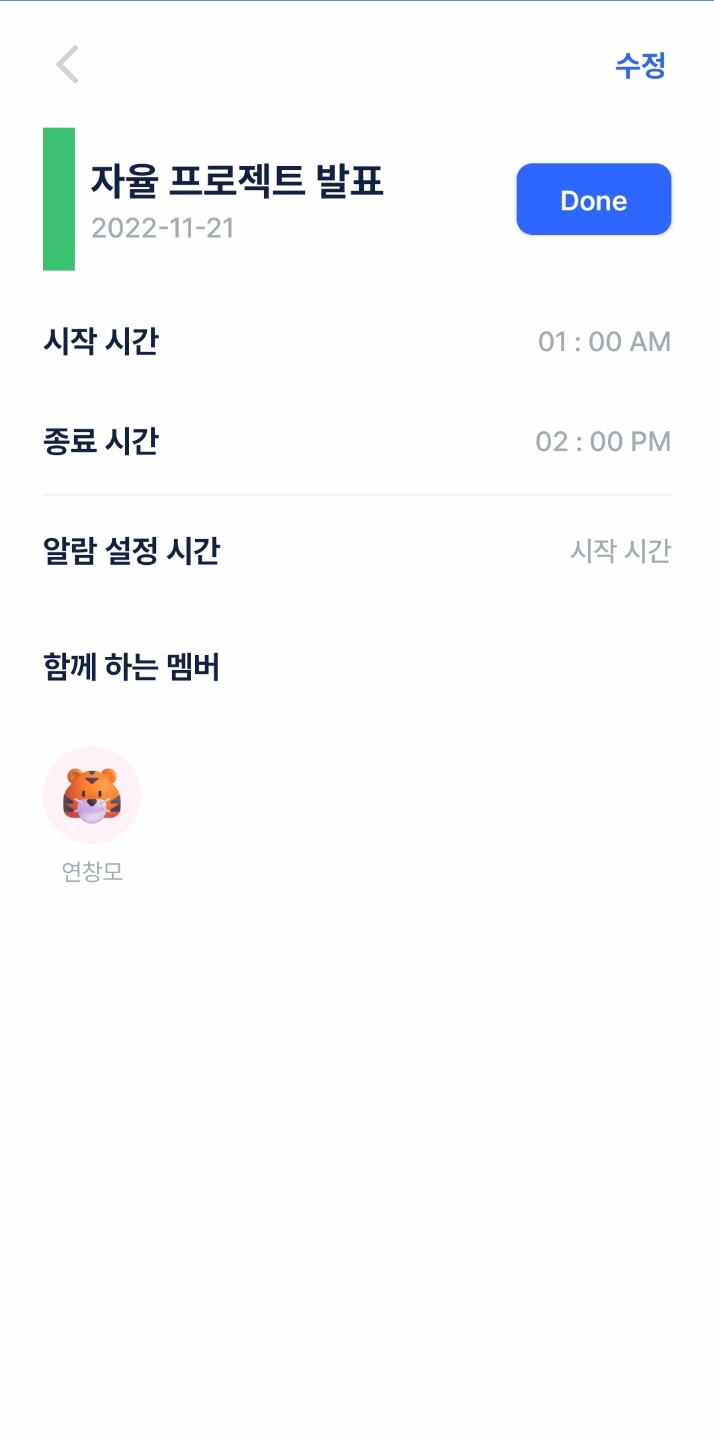 수정
자율 프로젝트 발표
2022-11-21
Done
시작 시간
01 : 00 AM
종료 시간
02 : 00 PM
알람 설정 시간
시작 시간
함께 하는 멤버
연창모